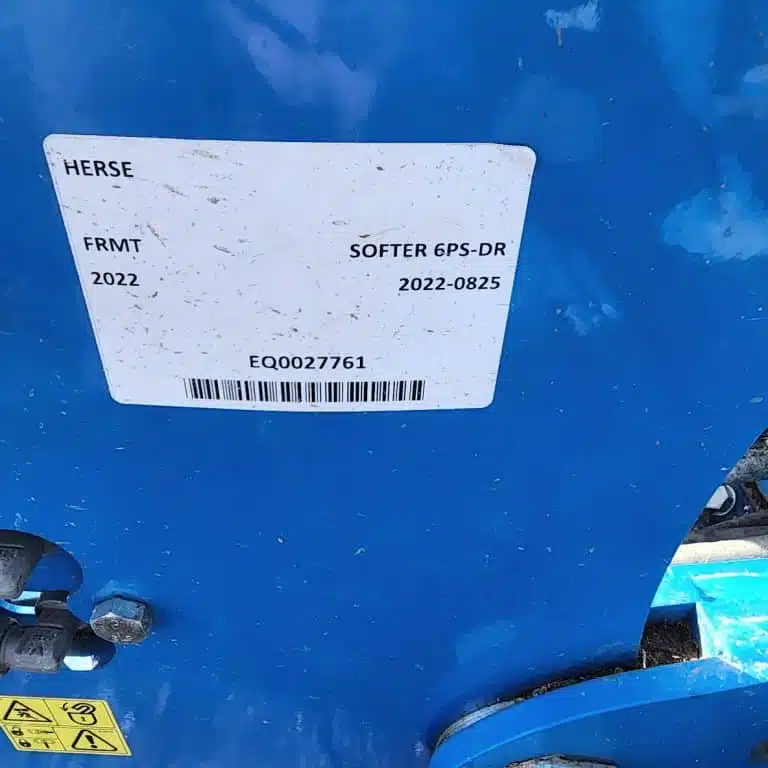 HERSE
FRMT SOFTER 6PS-DR
2022 2022-0825
EQ0027761